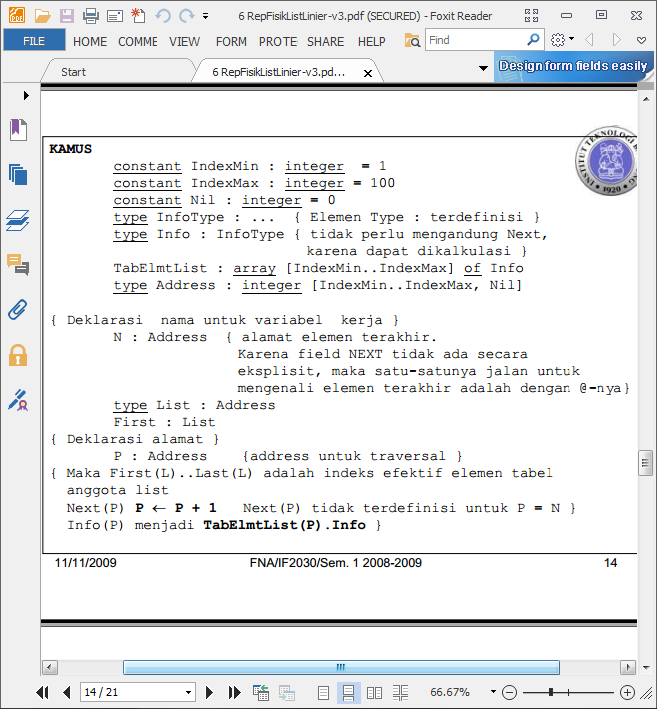 6 RepFisikListLinier-v3.pdf (SECURED) - Foxit Reader
FILE HOME COMME VIEW FORM PROTE SHARE HELP Find
Start 6 RepFisikListLinier-v3.pd... Design form fields easily
KAMUS
constant IndexMin : integer = 1
constant IndexMax : integer = 100
constant Nil : integer = 0
type InfoType : ... { Elemen Type : terdefinisi }
type Info : InfoType { tidak perlu mengandung Next,
karena dapat dikalkulasi }
TabElmtList : array [IndexMin..IndexMax] of Info
type Address : integer [IndexMin..IndexMax, Nil]
{ Deklarasi nama untuk variabel kerja }
N : Address { alamat elemen terakhir.
Karena field NEXT tidak ada secara
eksplisit, maka satu-satunya jalan untuk
mengenali elemen terakhir adalah dengan @-nya}
type List : Address
First : List
{ Deklarasi alamat }
P : Address {address untuk traversal }
{ Maka First(L)..Last(L) adalah indeks efektif elemen tabel
anggota list
Next(P) P ← P + 1 Next(P) tidak terdefinisi untuk P = N }
Info(P) menjadi TabElmtList(P).Info }
11/11/2009 FNA/IF2030/Sem. 1 2008-2009 14
14 / 21 66.67%